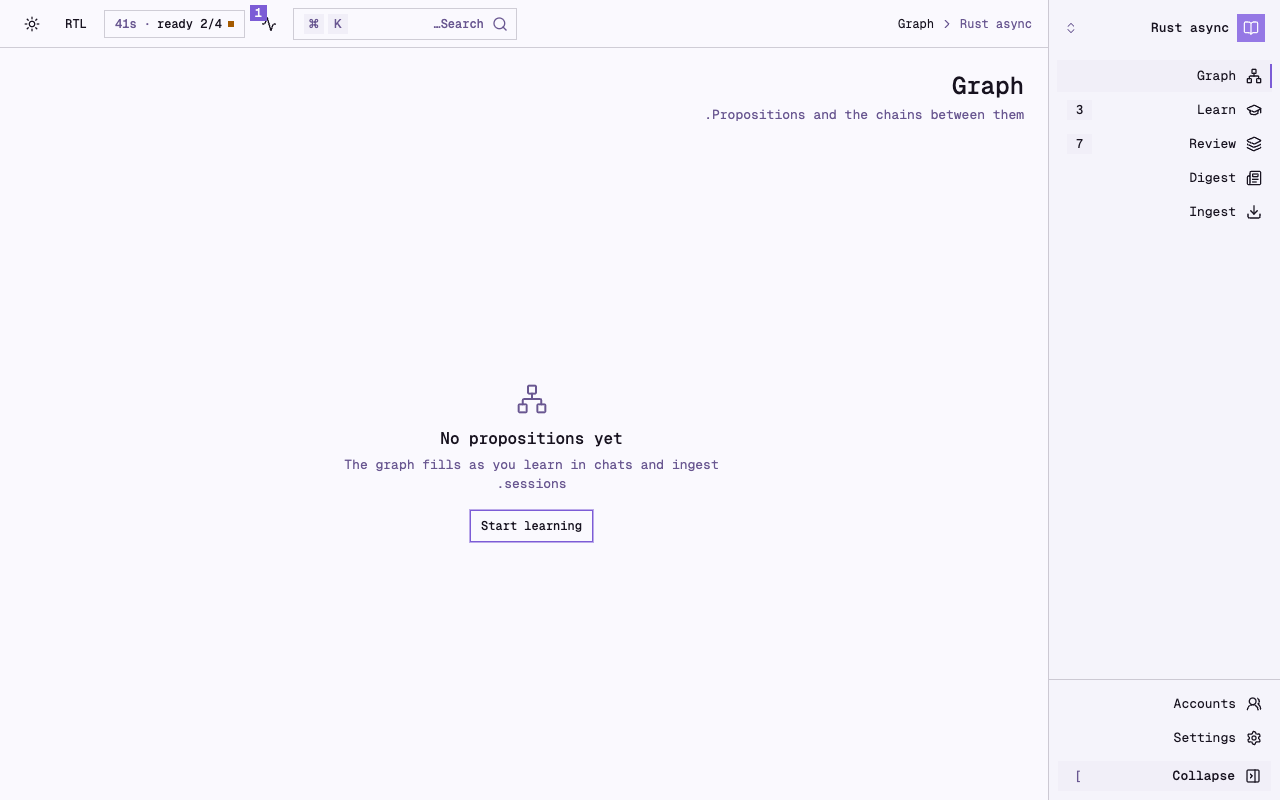 RTL
41s · ready 2/4
1
⌘ K
…Search
Graph > Rust async
Rust async
Graph
.Propositions and the chains between them
Graph
3 Learn
7 Review
Digest
Ingest
No propositions yet
The graph fills as you learn in chats and ingest
.sessions
Start learning
Accounts
Settings
[ Collapse